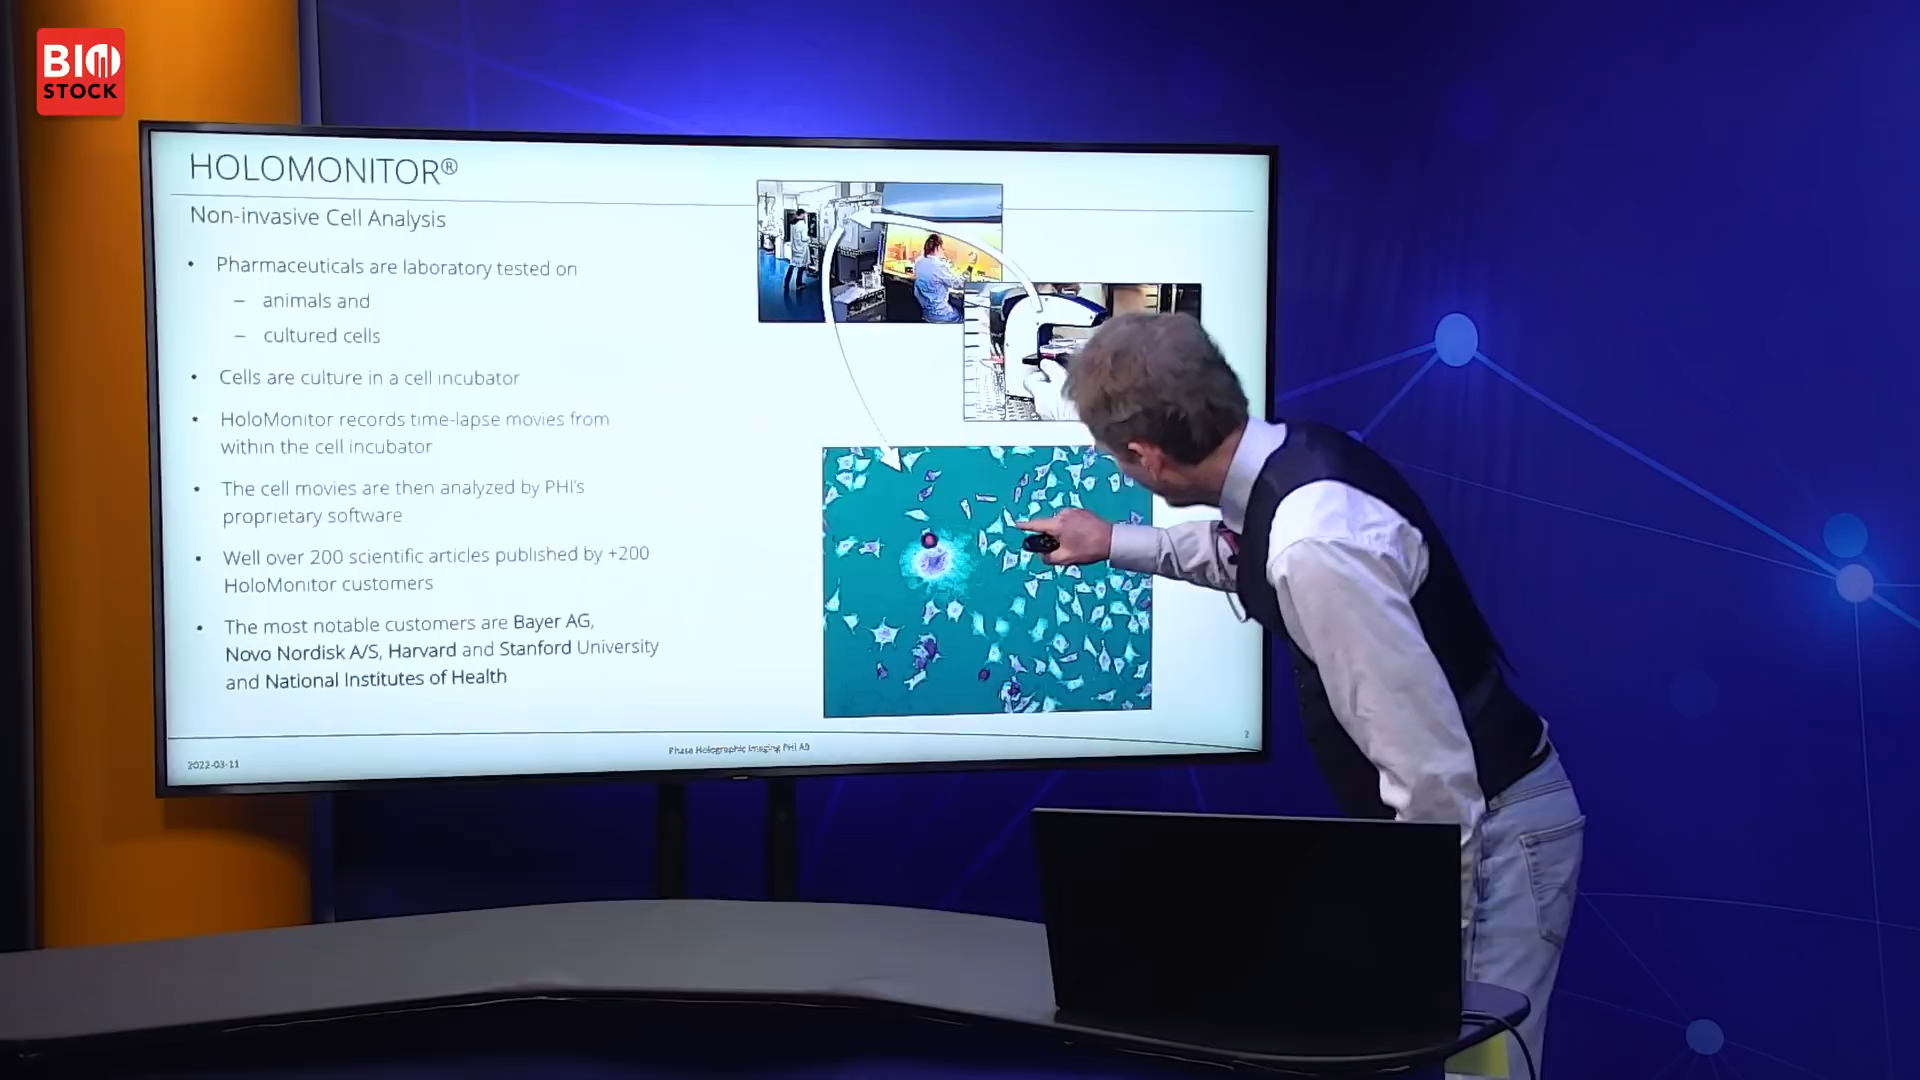 BIO
STOCK
HOLOMONITOR®
Non-invasive Cell Analysis
• Pharmaceuticals are laboratory tested on
– animals and
– cultured cells
• Cells are culture in a cell incubator
• HoloMonitor records time-lapse movies from
within the cell incubator
• The cell movies are then analyzed by PHI's
proprietary software
• Well over 200 scientific articles published by +200
HoloMonitor customers
• The most notable customers are Bayer AG,
Novo Nordisk A/S, Harvard and Stanford University
and National Institutes of Health
2022-03-11
Phase Holographic Imaging PHI AB
2